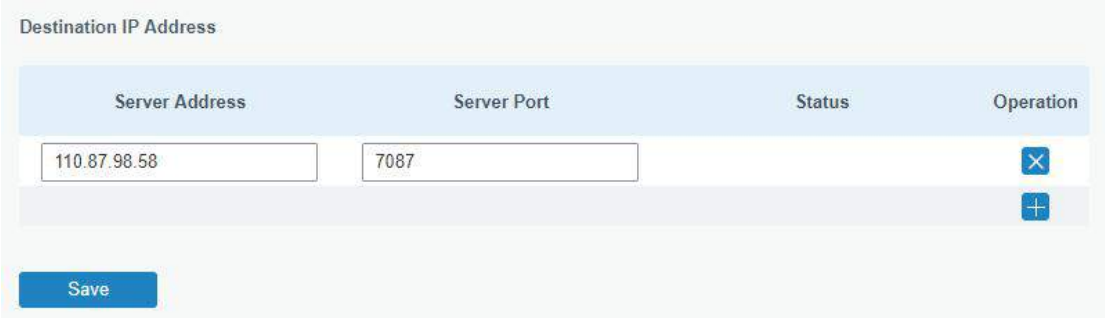 Destination IP Address
Server Address Server Port Status Operation
110.87.98.58 7087
Save